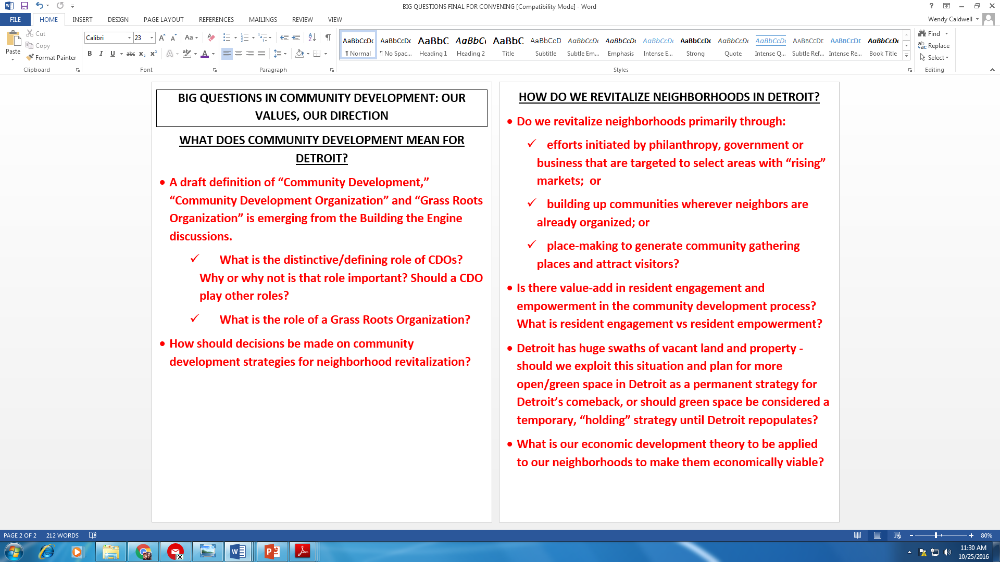 BIG QUESTIONS FINAL FOR CONVENING [Compatibility Mode] - Word
FILE HOME INSERT DESIGN PAGE LAYOUT REFERENCES MAILINGS REVIEW VIEW
Wendy Caldwell
Paste
Cut
Copy
Format Painter
Clipboard
Calibri 23
Font
Paragraph
AaBbCcDc AaBbCcDc AaBbC AaBbCc AaBbC AaBbCcD AaBbCcDc AaBbCcDc AaBbCcDc AaBbCcDc AaBbCcDc AaBbCcDc AABBCCDE AABBCCDE AaBbCcDc
¶ Normal ¶ No Spac... Heading 1 Heading 2 Title Subtitle Subtle Em... Emphasis Intense E... Strong Quote Intense Q... Subtle Ref... Intense Re... Book Title
Styles
Find
Replace
Select
Editing
BIG QUESTIONS IN COMMUNITY DEVELOPMENT: OUR
VALUES, OUR DIRECTION
WHAT DOES COMMUNITY DEVELOPMENT MEAN FOR
DETROIT?
• A draft definition of “Community Development,”
“Community Development Organization” and “Grass Roots
Organization” is emerging from the Building the Engine
discussions.
✓ What is the distinctive/defining role of CDOs?
Why or why not is that role important? Should a CDO
play other roles?
✓ What is the role of a Grass Roots Organization?
• How should decisions be made on community
development strategies for neighborhood revitalization?
HOW DO WE REVITALIZE NEIGHBORHOODS IN DETROIT?
• Do we revitalize neighborhoods primarily through:
✓ efforts initiated by philanthropy, government or
business that are targeted to select areas with “rising”
markets; or
✓ building up communities wherever neighbors are
already organized; or
✓ place-making to generate community gathering
places and attract visitors?
• Is there value-add in resident engagement and
empowerment in the community development process?
What is resident engagement vs resident empowerment?
• Detroit has huge swaths of vacant land and property -
should we exploit this situation and plan for more
open/green space in Detroit as a permanent strategy for
Detroit’s comeback, or should green space be considered a
temporary, “holding” strategy until Detroit repopulates?
• What is our economic development theory to be applied
to our neighborhoods to make them economically viable?
PAGE 2 OF 2 212 WORDS
80%
196
11:30 AM
10/25/2016